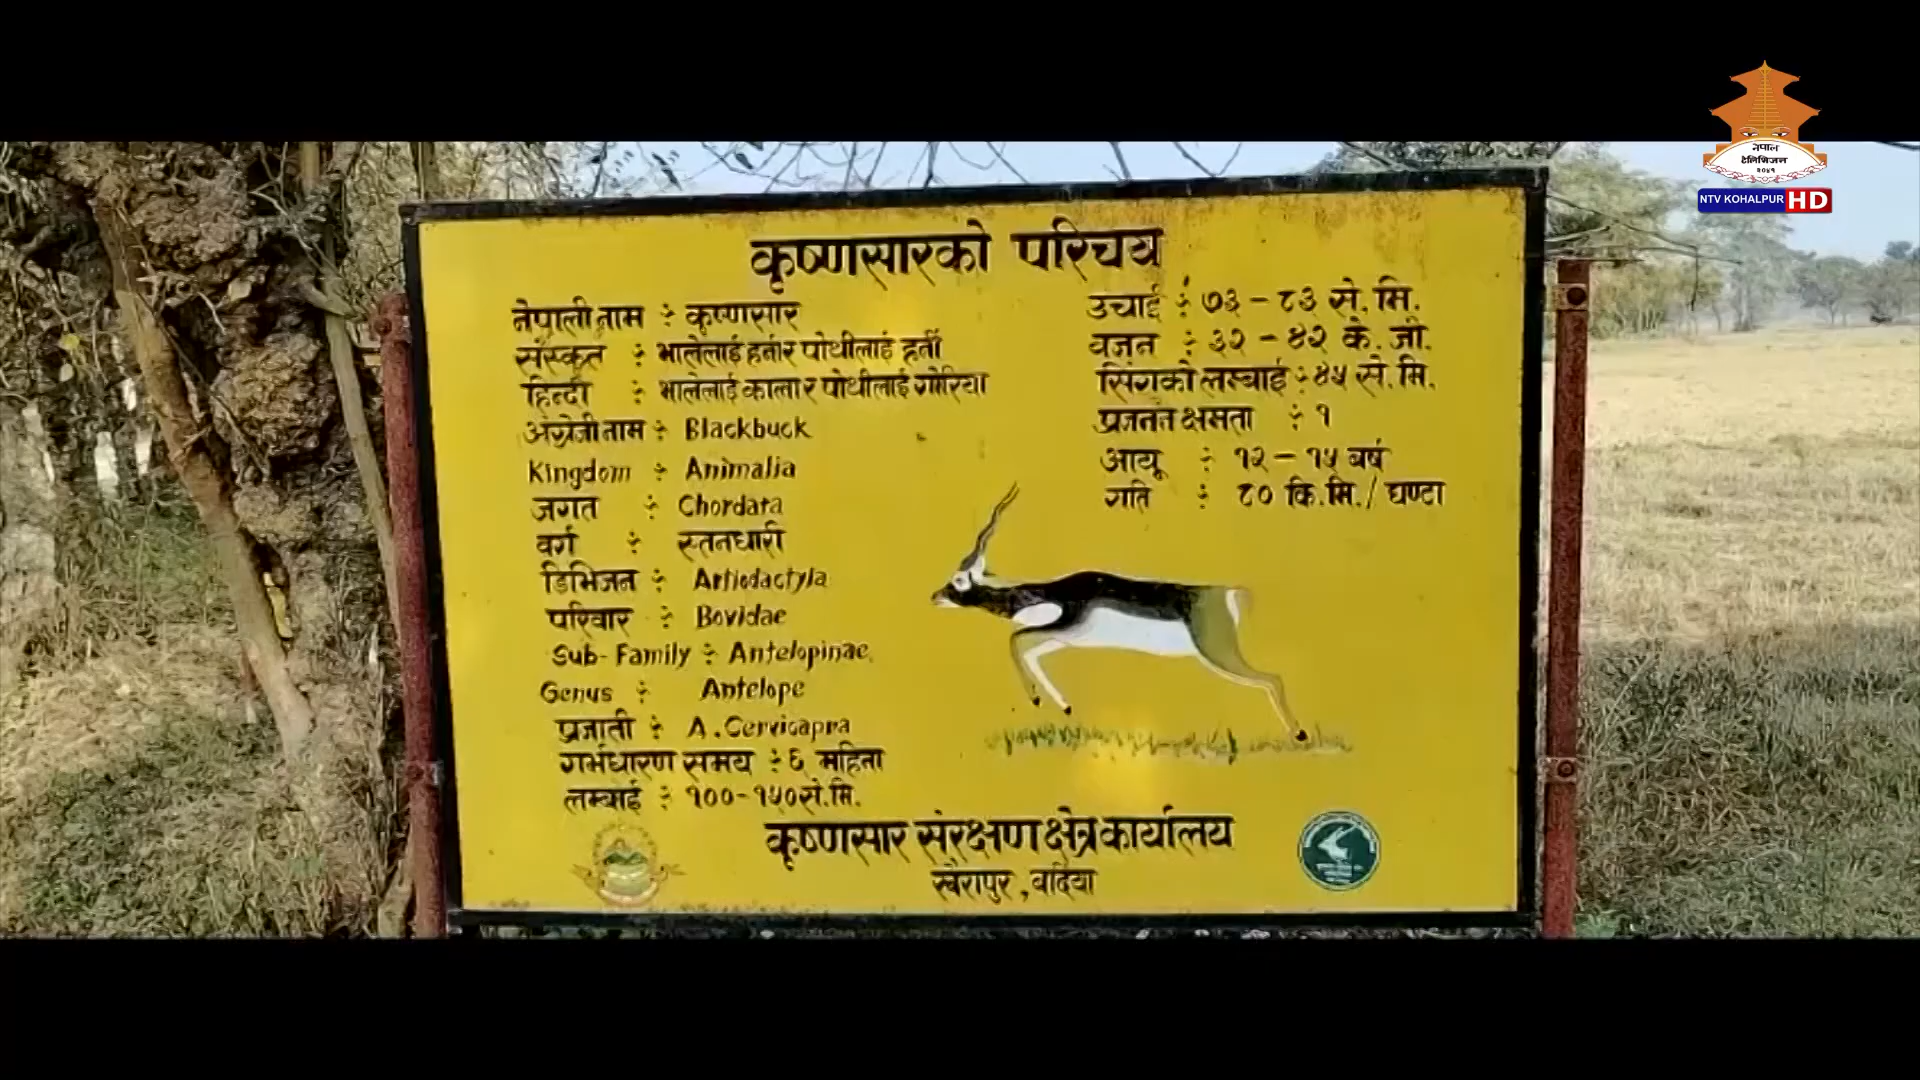 नेपाल
टेलिभिजन
२०४१
NTV KOHALPUR HD
कृष्णसारको परिचय
नेपाली नाम ÷ कृष्णसार
संस्कृत ÷ भालेलाई हर्नार पोथीलाई हर्नी
हिन्दी ÷ भालेलाई काला र पोथीलाई गोरिया
अंग्रेजी नाम ÷ Blackbuck
Kingdom ÷ Animalia
जगत ÷ Chordata
वर्ग ÷ स्तनधारी
डिभिजन ÷ Artiodactyla
परिवार ÷ Bovidae
Sub-Family ÷ Antelopinae
Genus ÷ Antelope
प्रजाती ÷ A. Cervicapra
गर्भधारण समय ÷ ६ महिता
लम्बाई ÷ १००-१५० से.मि.
उचाई ÷ ७३-८३ से.मि.
वजन ÷ ३२-४२ के.जी.
सिंगको लम्बाई ÷ ४५ से.मि.
प्रजनन क्षमता ÷ १
आयू ÷ १२-१५ बर्ष
गति ÷ ८० कि.मि./घण्टा
कृष्णसार संरक्षण क्षेत्र कार्यालय
खैरापुर, बर्दिया